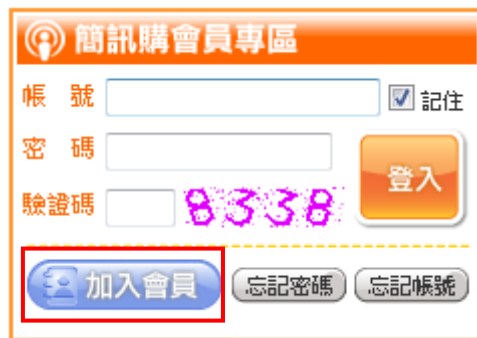 簡訊購會員專區
帳 號 記住
密 碼
登入
驗證碼 8338
加入會員 忘記密碼 忘記帳號